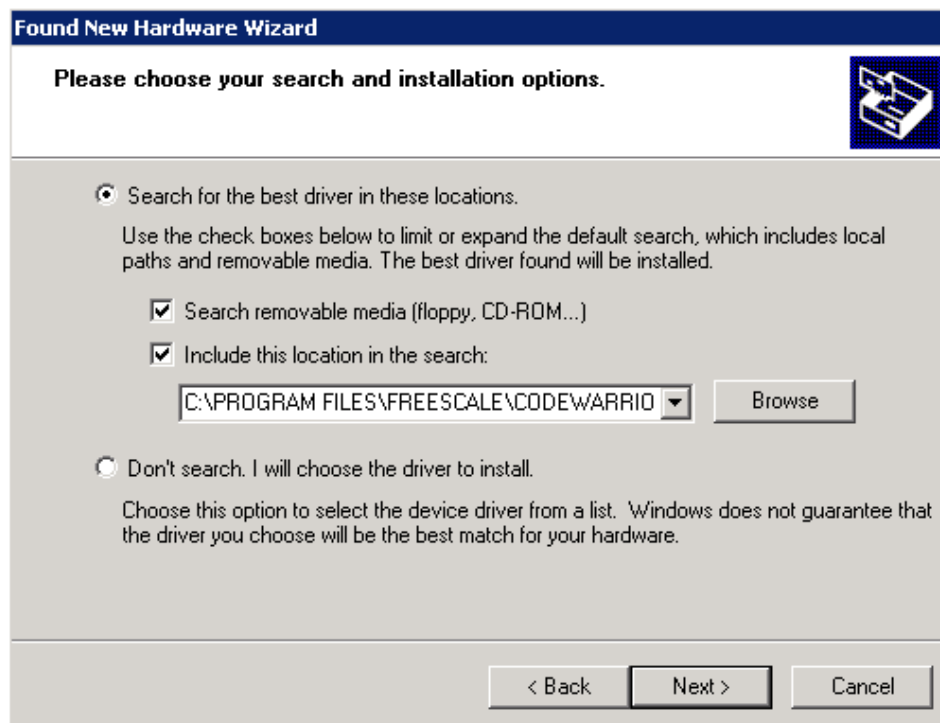 Found New Hardware Wizard
Please choose your search and installation options.
Search for the best driver in these locations.
Use the check boxes below to limit or expand the default search, which includes local
paths and removable media. The best driver found will be installed.
Search removable media (floppy, CD-ROM...)
Include this location in the search:
C:\PROGRAM FILES\FREESCALE\CODEWARRIO
Browse
Don't search. I will choose the driver to install.
Choose this option to select the device driver from a list. Windows does not guarantee that
the driver you choose will be the best match for your hardware.
< Back Next > Cancel